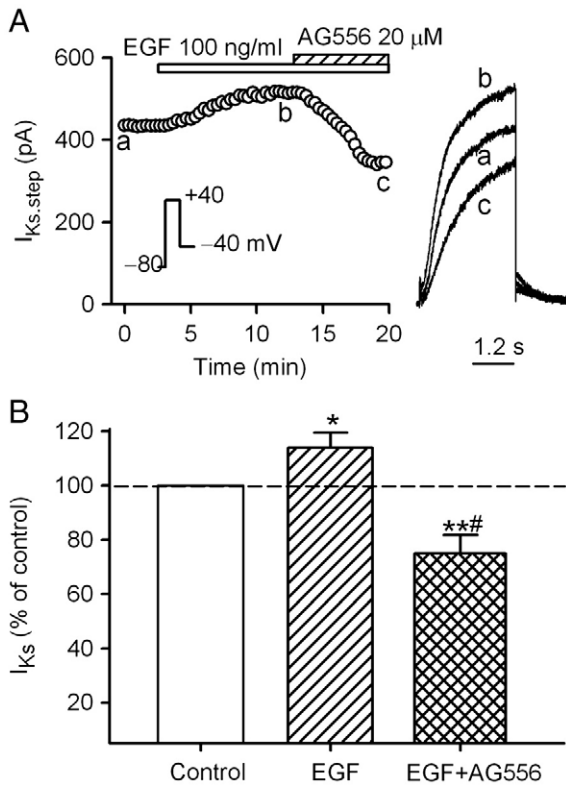 A
EGF 100 ng/ml
AG556 20 μM
600
400
200
0
I_Ks.step (pA)
a
b
c
+40
−40 mV
−80
0 5 10 15 20
Time (min)
b
a
c
1.2 s
B
120
100
80
60
40
20
I_Ks (% of control)
*
**#
Control EGF EGF+AG556